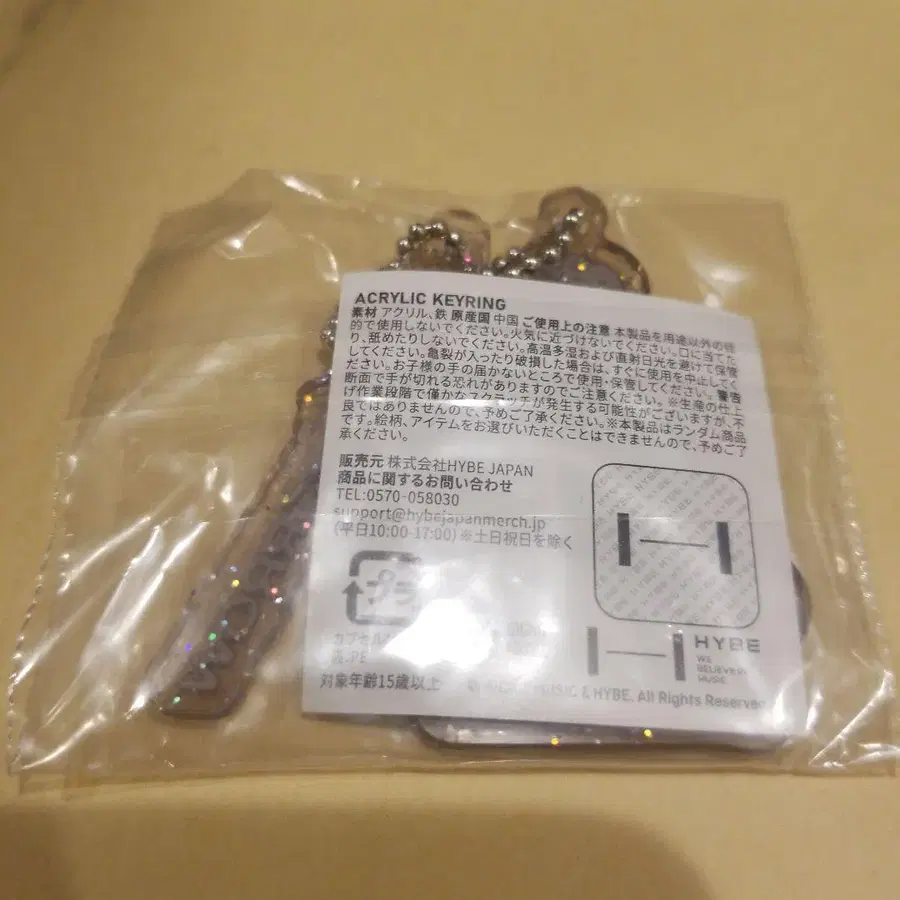 ACRYLIC KEYRING
素材 アクリル、鉄 原産国 中国 ご使用上の注意 本製品を用途以外の目
的で使用しないでください。火気に近づけないでください。口に当てた
り、舐めたりしないでください。高温多湿および直射日光を避けて保管
してください。亀裂が入ったり破損した場合は、すぐに使用を中止してく
ださい。お子様の手の届かないところで使用・保管してください。警告
断面で手が切れる恐れがありますのでご注意ください。※生産の仕上
げ作業段階で僅かなスクラッチが発生する可能性がございますが、不
良ではありませんので、予めご了承ください。※本製品はランダム商品
です。絵柄、アイテムをお選びいただくことはできませんので、予めご了
承ください。
販売元 株式会社HYBE JAPAN
商品に関するお問い合わせ
TEL:0570-058030
support@hybejapanmerch.jp
(平日10:00-17:00) ※土日祝日を除く
プラ
カプセル
HYBE
WE
BELIEVE IN
MUSIC
対象年齢15歳以上
MUSIC & HYBE. All Rights Reserved